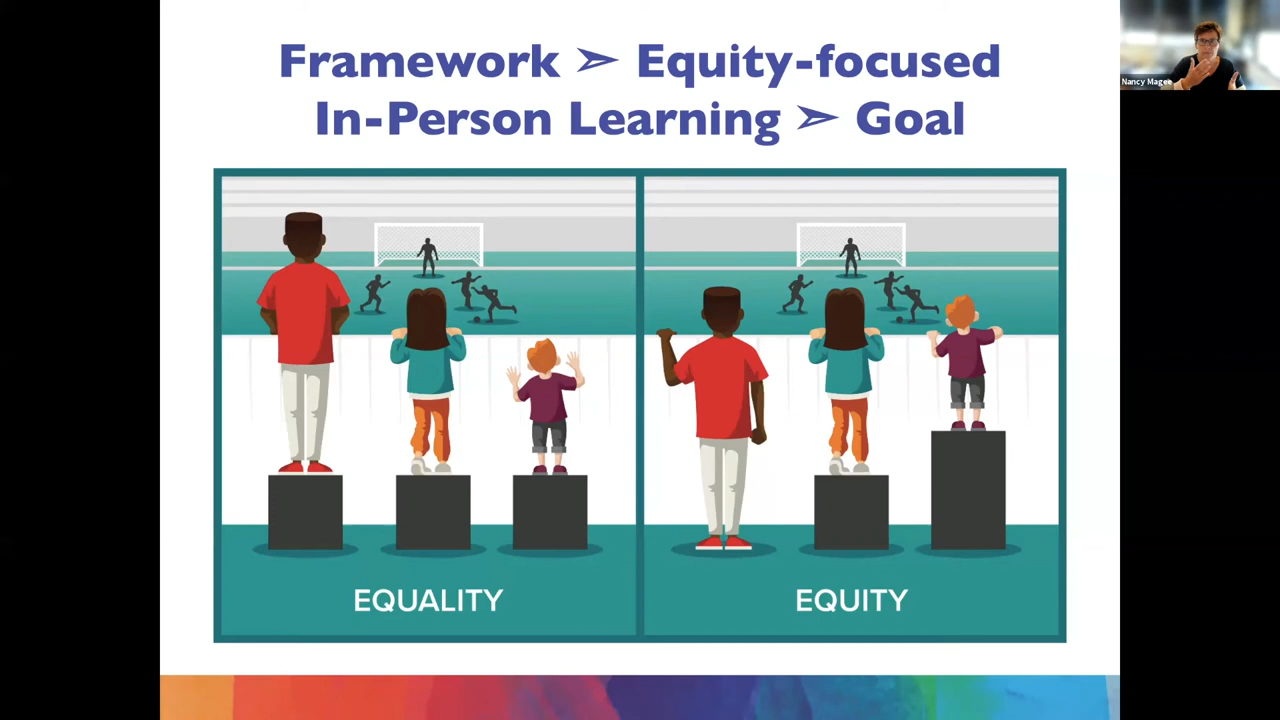 Framework ➢ Equity-focused
In-Person Learning ➢ Goal
Nancy Magee
EQUALITY
EQUITY